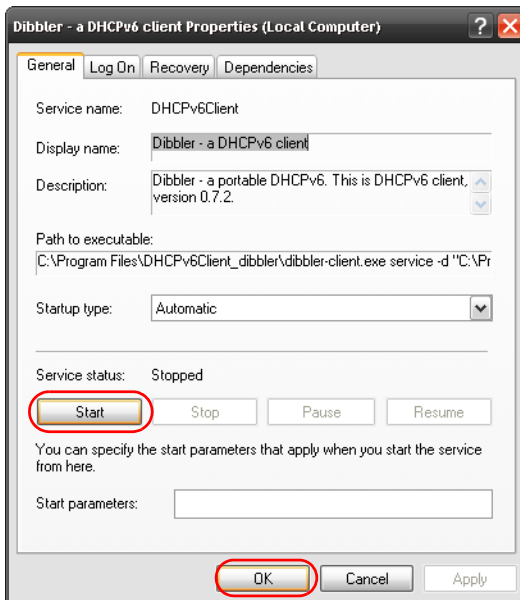 Dibbler - a DHCPv6 client Properties (Local Computer)
General Log On Recovery Dependencies
Service name: DHCPv6Client
Display name: Dibbler - a DHCPv6 client
Description: Dibbler - a portable DHCPv6. This is DHCPv6 client,
version 0.7.2.
Path to executable:
C:\Program Files\DHCPv6Client_dibbler\dibbler-client.exe service -d "C:\Pr
Startup type: Automatic
Service status: Stopped
Start Stop Pause Resume
You can specify the start parameters that apply when you start the service
from here.
Start parameters:
OK Cancel Apply